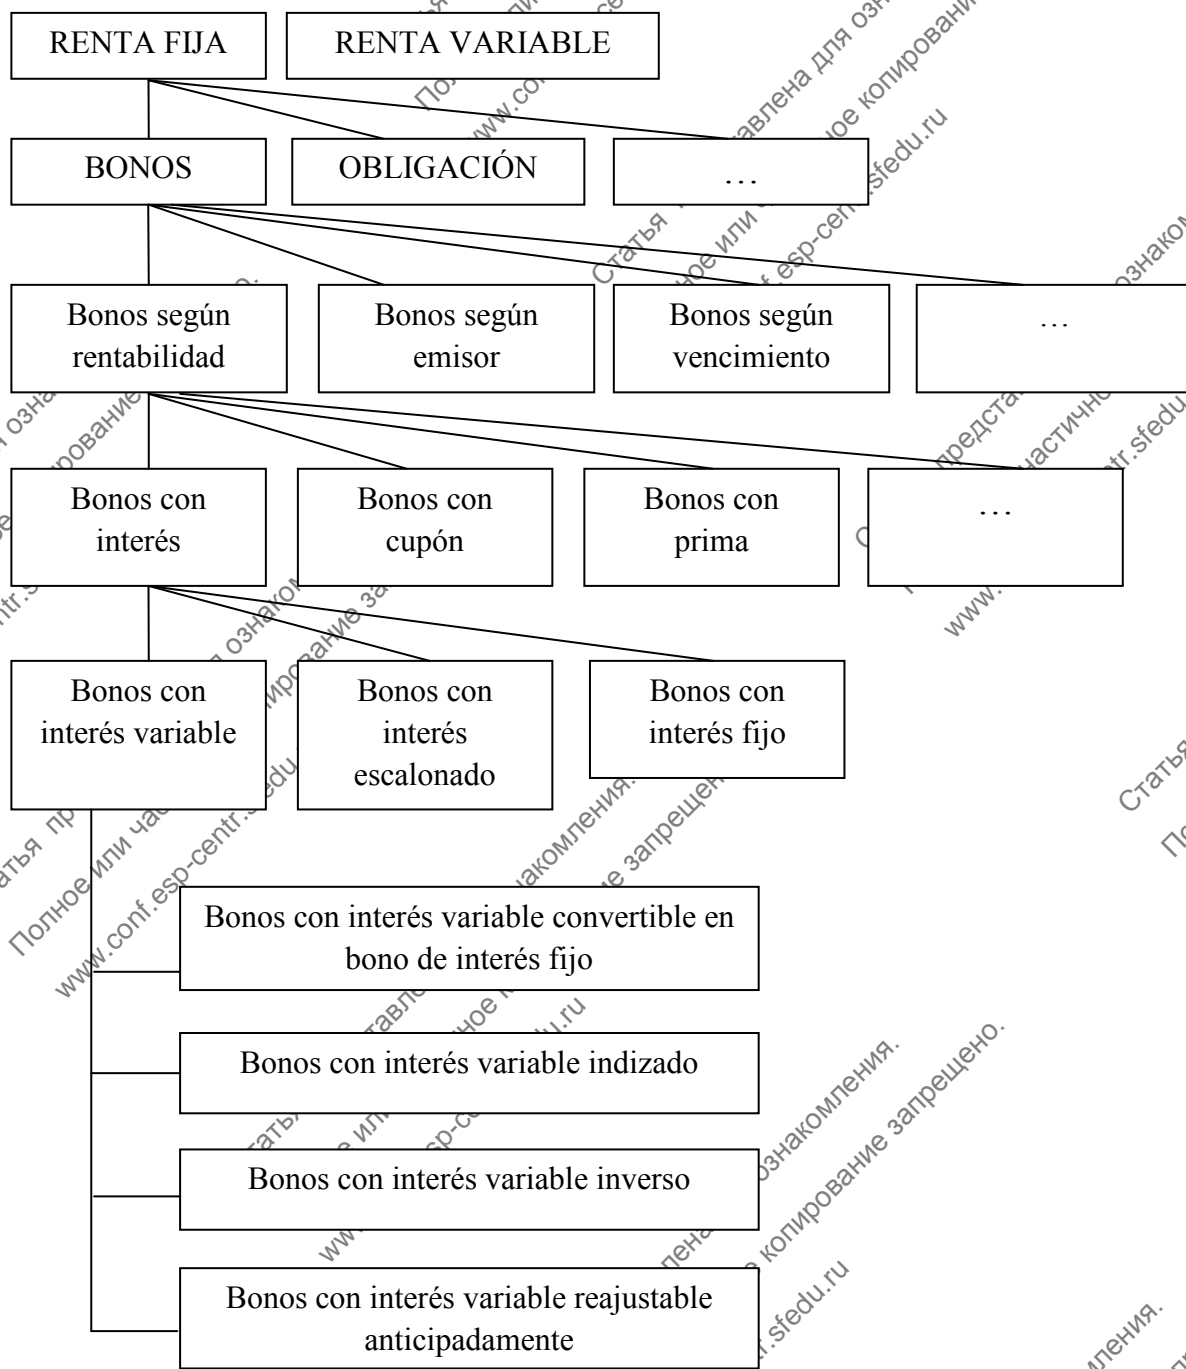 RENTA FIJA
RENTA VARIABLE
BONOS
OBLIGACIÓN
…
Bonos según
rentabilidad
Bonos según
emisor
Bonos según
vencimiento
…
Bonos con
interés
Bonos con
cupón
Bonos con
prima
…
Bonos con
interés variable
Bonos con
interés
escalonado
Bonos con
interés fijo
Bonos con interés variable convertible en
bono de interés fijo
Bonos con interés variable indizado
Bonos con interés variable inverso
Bonos con interés variable reajustable
anticipadamente